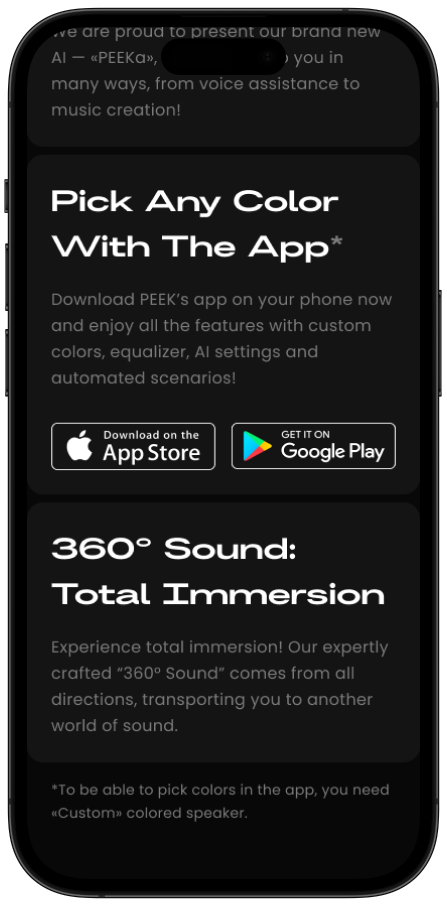 We are proud to present our brand new
AI — «PEEKa», you in
many ways, from voice assistance to
music creation!
Pick Any Color
With The App*
Download PEEK’s app on your phone now
and enjoy all the features with custom
colors, equalizer, AI settings and
automated scenarios!
Download on the
App Store
GET IT ON
Google Play
360° Sound:
Total Immersion
Experience total immersion! Our expertly
crafted “360° Sound” comes from all
directions, transporting you to another
world of sound.
*To be able to pick colors in the app, you need
«Custom» colored speaker.